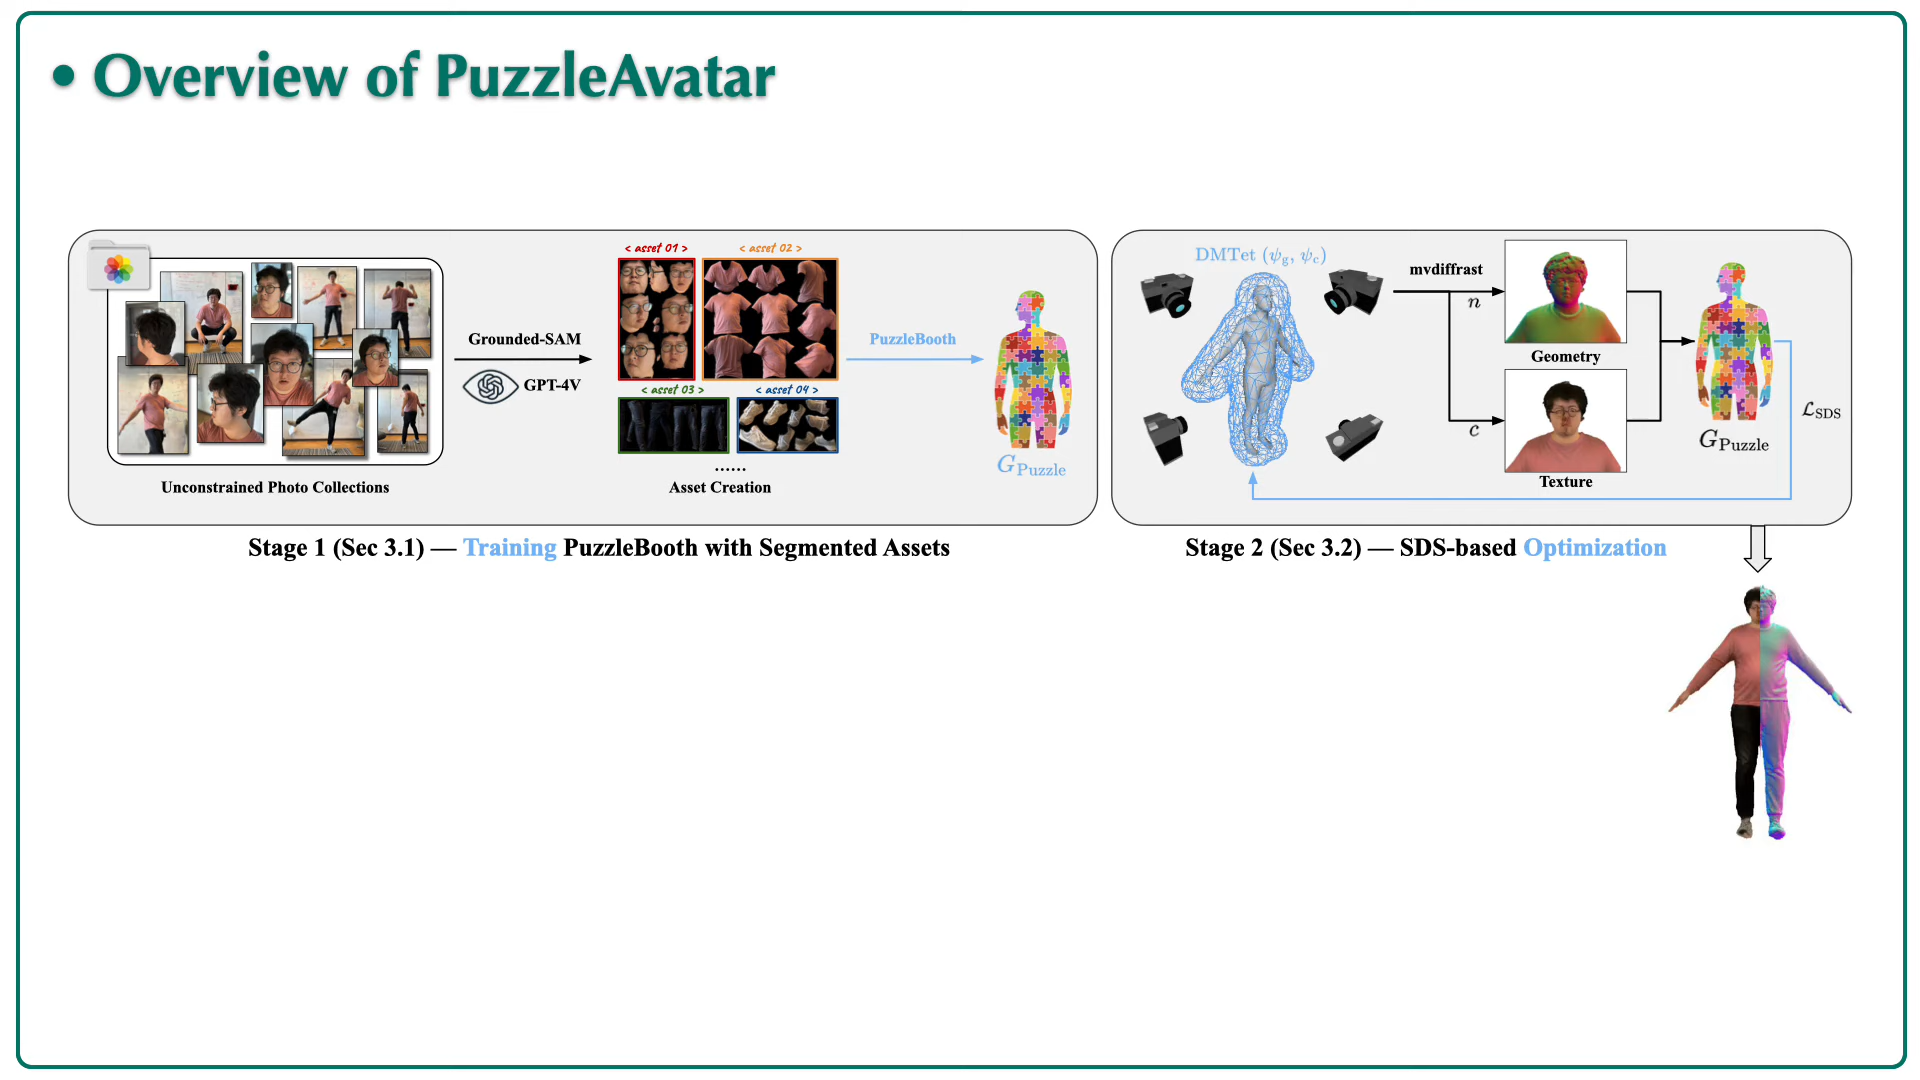 • Overview of PuzzleAvatar
< asset 01 >
< asset 02 >
Grounded-SAM
GPT-4V
PuzzleBooth
< asset 03 >
< asset 04 >
......
G_Puzzle
Unconstrained Photo Collections
Asset Creation
Stage 1 (Sec 3.1) — Training PuzzleBooth with Segmented Assets
DMTet (ψ_g, ψ_c)
mvdiffrast
n
Geometry
c
Texture
G_Puzzle
ℒ_SDS
Stage 2 (Sec 3.2) — SDS-based Optimization